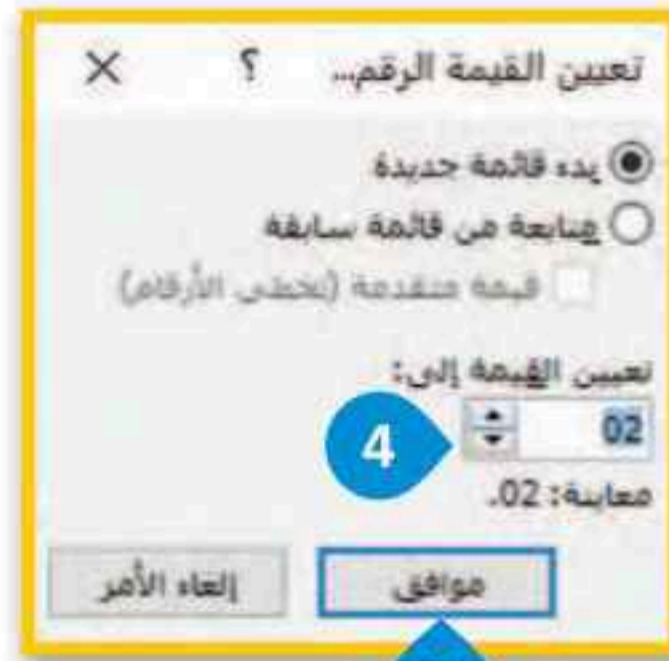 تعيين القيمة الرقم... ؟ ×
بدء قائمة جديدة
متابعة من قائمة سابقة
قيمة متقدمة (تخطي الأرقام)
تعيين القيمة إلى:
02
4
معاينة: 02.
موافق إلغاء الأمر